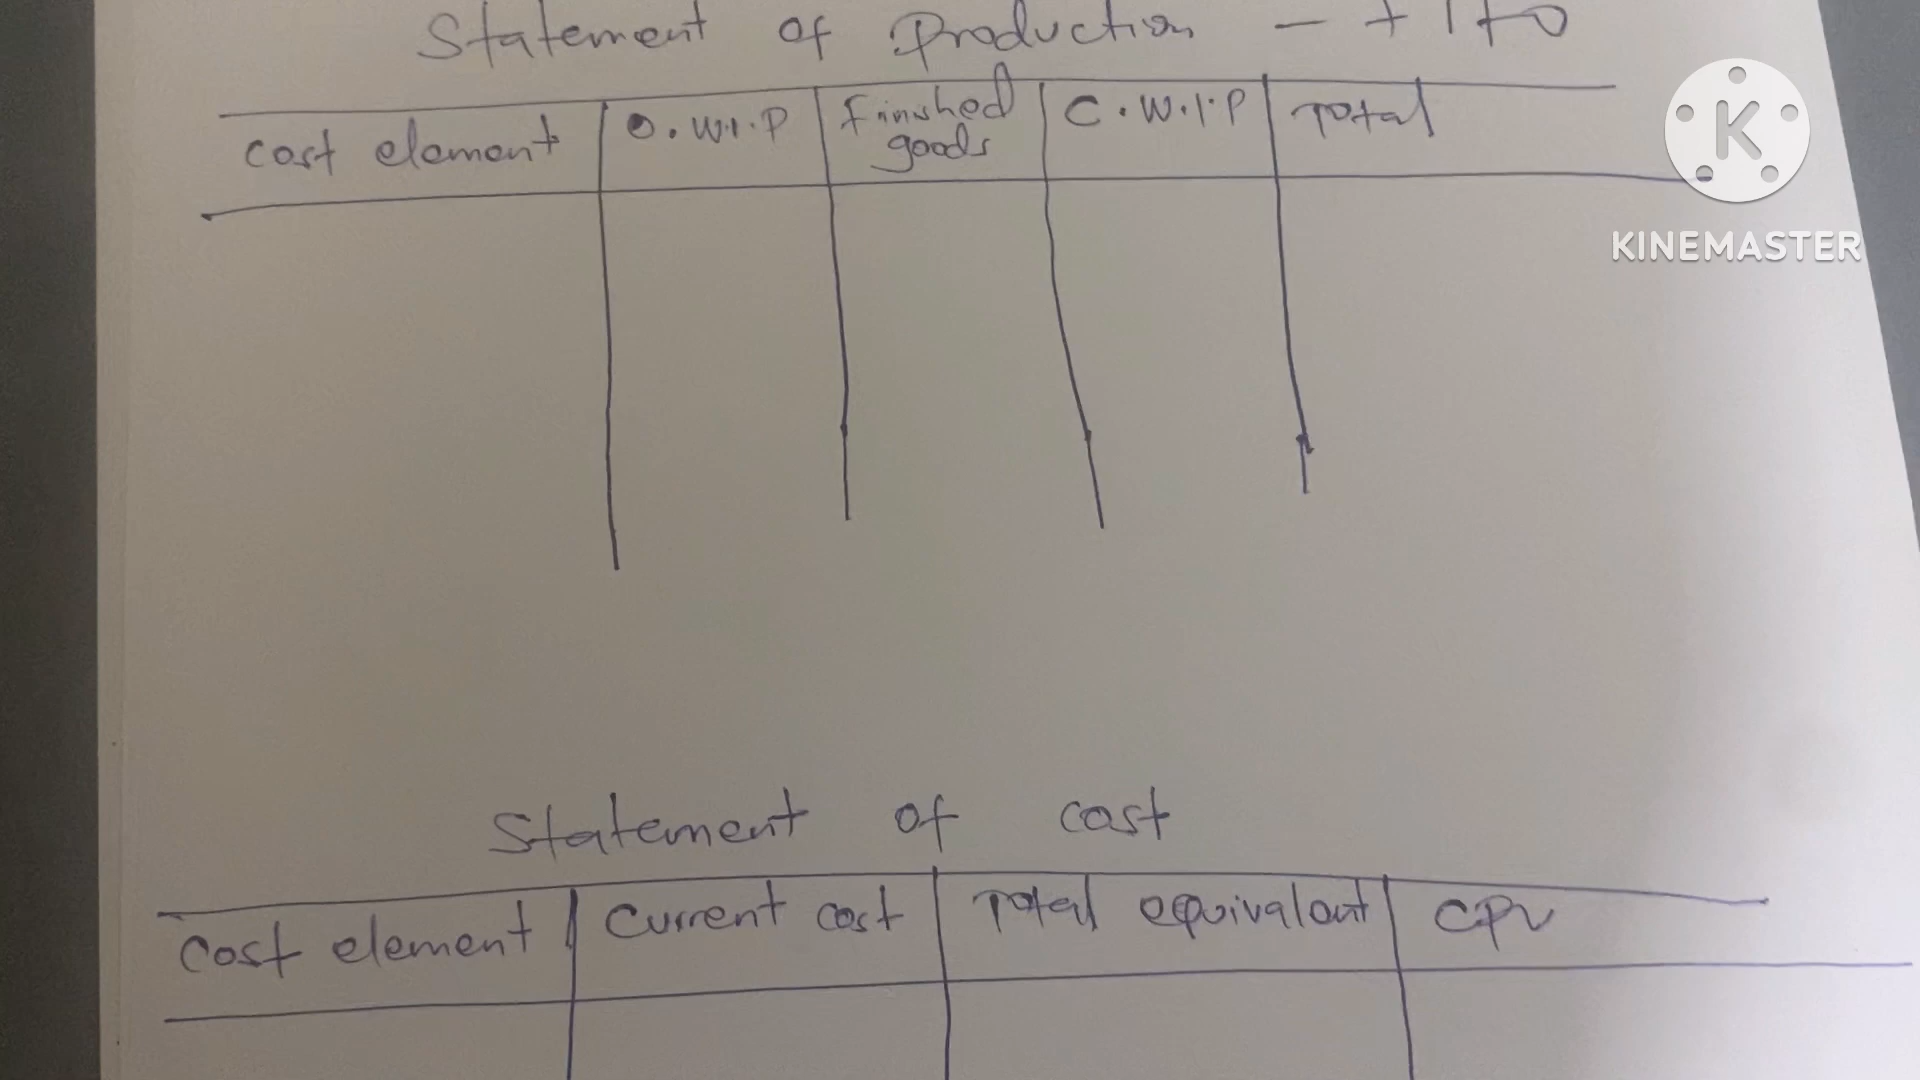 Statement of Production - FIFO
cost element O.W.I.P Finished goods C.W.I.P Total
K
KINEMASTER
Statement of cost
cost element Current cost Total equivalent CPU